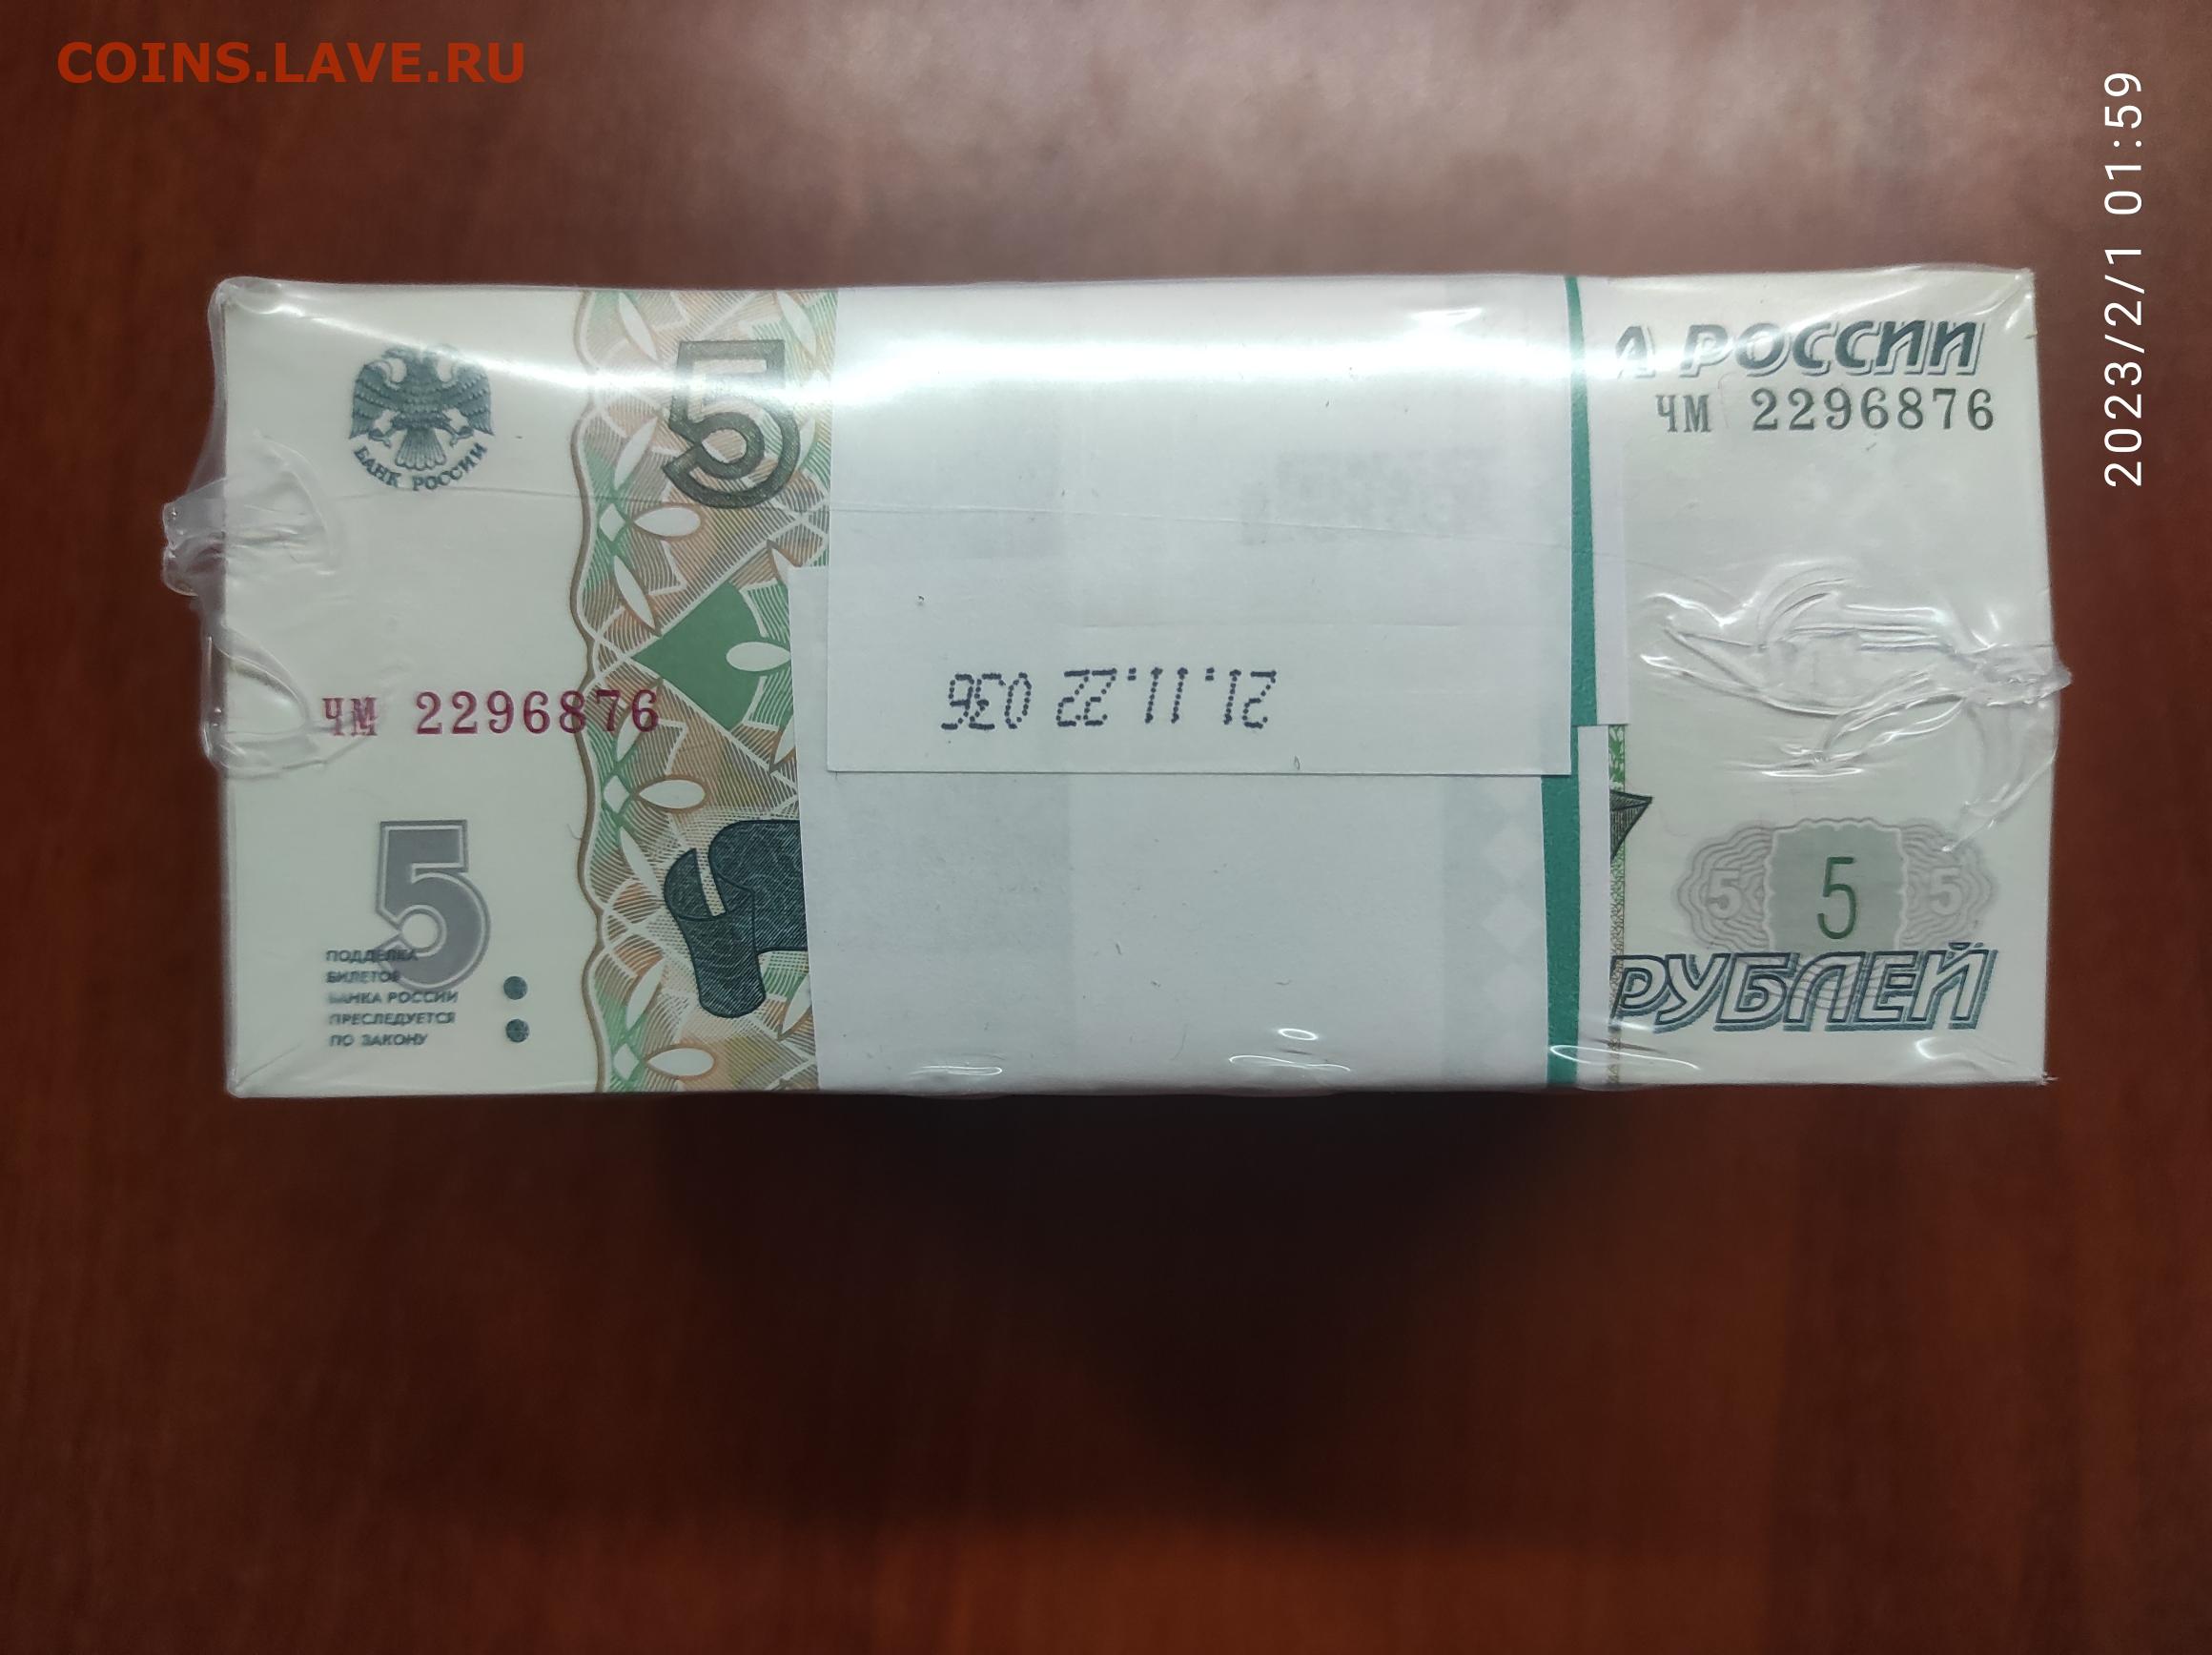 COINS.LAVE.RU
2023/2/1 01:59
5
А РОССИИ
ЧМ 2296876
БАНК РОССИИ
21.11.22 036
ЧМ 2296876
5
5 5 5
ПОДДЕЛКА
БИЛЕТОВ
БАНКА РОССИИ
ПРЕСЛЕДУЕТСЯ
ПО ЗАКОНУ
РУБЛЕЙ